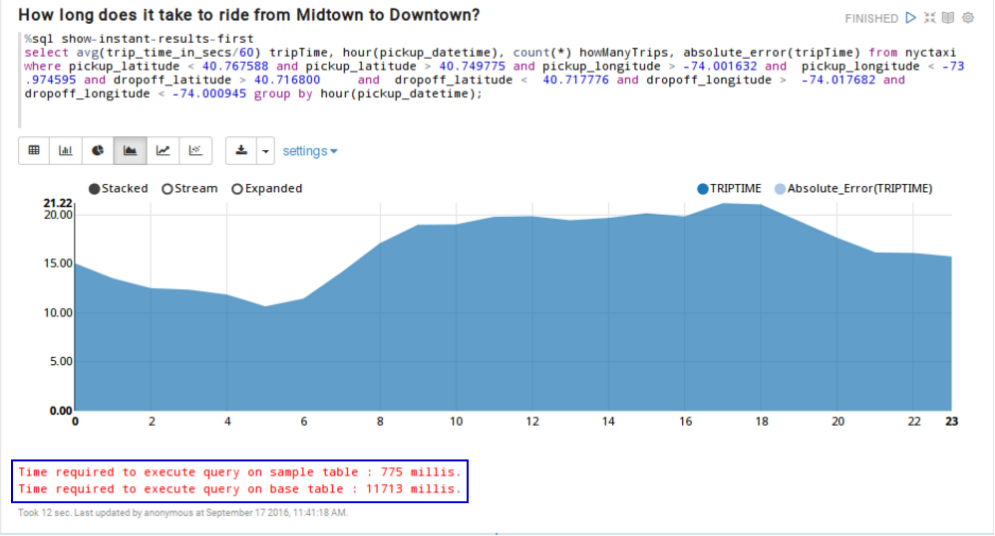 How long does it take to ride from Midtown to Downtown?
FINISHED
%sql show-instant-results-first
select avg(trip_time_in_secs/60) tripTime, hour(pickup_datetime), count(*) howManyTrips, absolute_error(tripTime) from nyctaxi
where pickup_latitude < 40.767588 and pickup_latitude > 40.749775 and pickup_longitude > -74.001632 and pickup_longitude < -73
.974595 and dropoff_latitude > 40.716800 and dropoff_latitude < 40.717776 and dropoff_longitude > -74.017682 and
dropoff_longitude < -74.000945 group by hour(pickup_datetime);
settings
Stacked Stream Expanded TRIPTIME Absolute_Error(TRIPTIME)
21.22
20.00
15.00
10.00
5.00
0.00
0 2 4 6 8 10 12 14 16 18 20 22 23
Time required to execute query on sample table : 775 millis.
Time required to execute query on base table : 11713 millis.
Took 12 sec. Last updated by anonymous at September 17 2016, 11:41:18 AM.